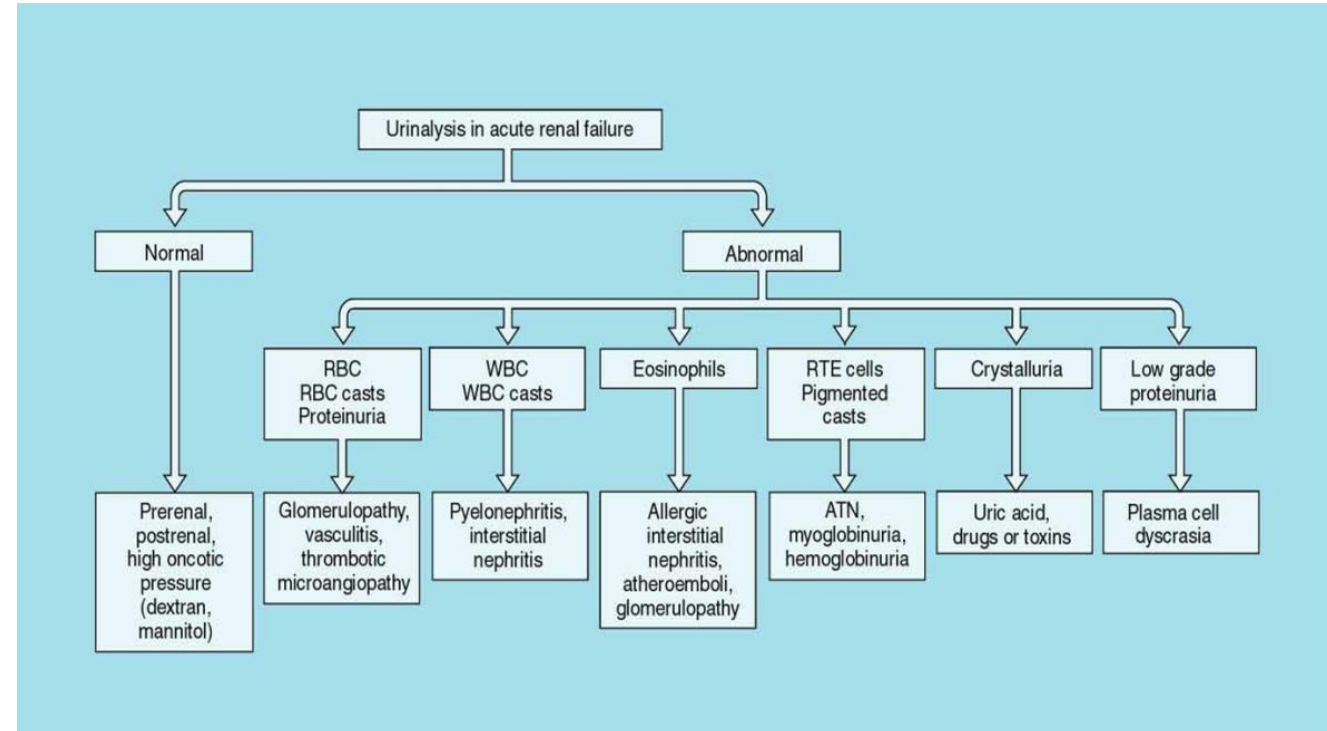 Urinalysis in acute renal failure
Normal
Abnormal
RBC
RBC casts
Proteinuria
WBC
WBC casts
Eosinophils
RTE cells
Pigmented
casts
Crystalluria
Low grade
proteinuria
Prerenal,
postrenal,
high oncotic
pressure
(dextran,
mannitol)
Glomerulopathy,
vasculitis,
thrombotic
microangiopathy
Pyelonephritis,
interstitial
nephritis
Allergic
interstitial
nephritis,
atheroemboli,
glomerulopathy
ATN,
myoglobinuria,
hemoglobinuria
Uric acid,
drugs or toxins
Plasma cell
dyscrasia